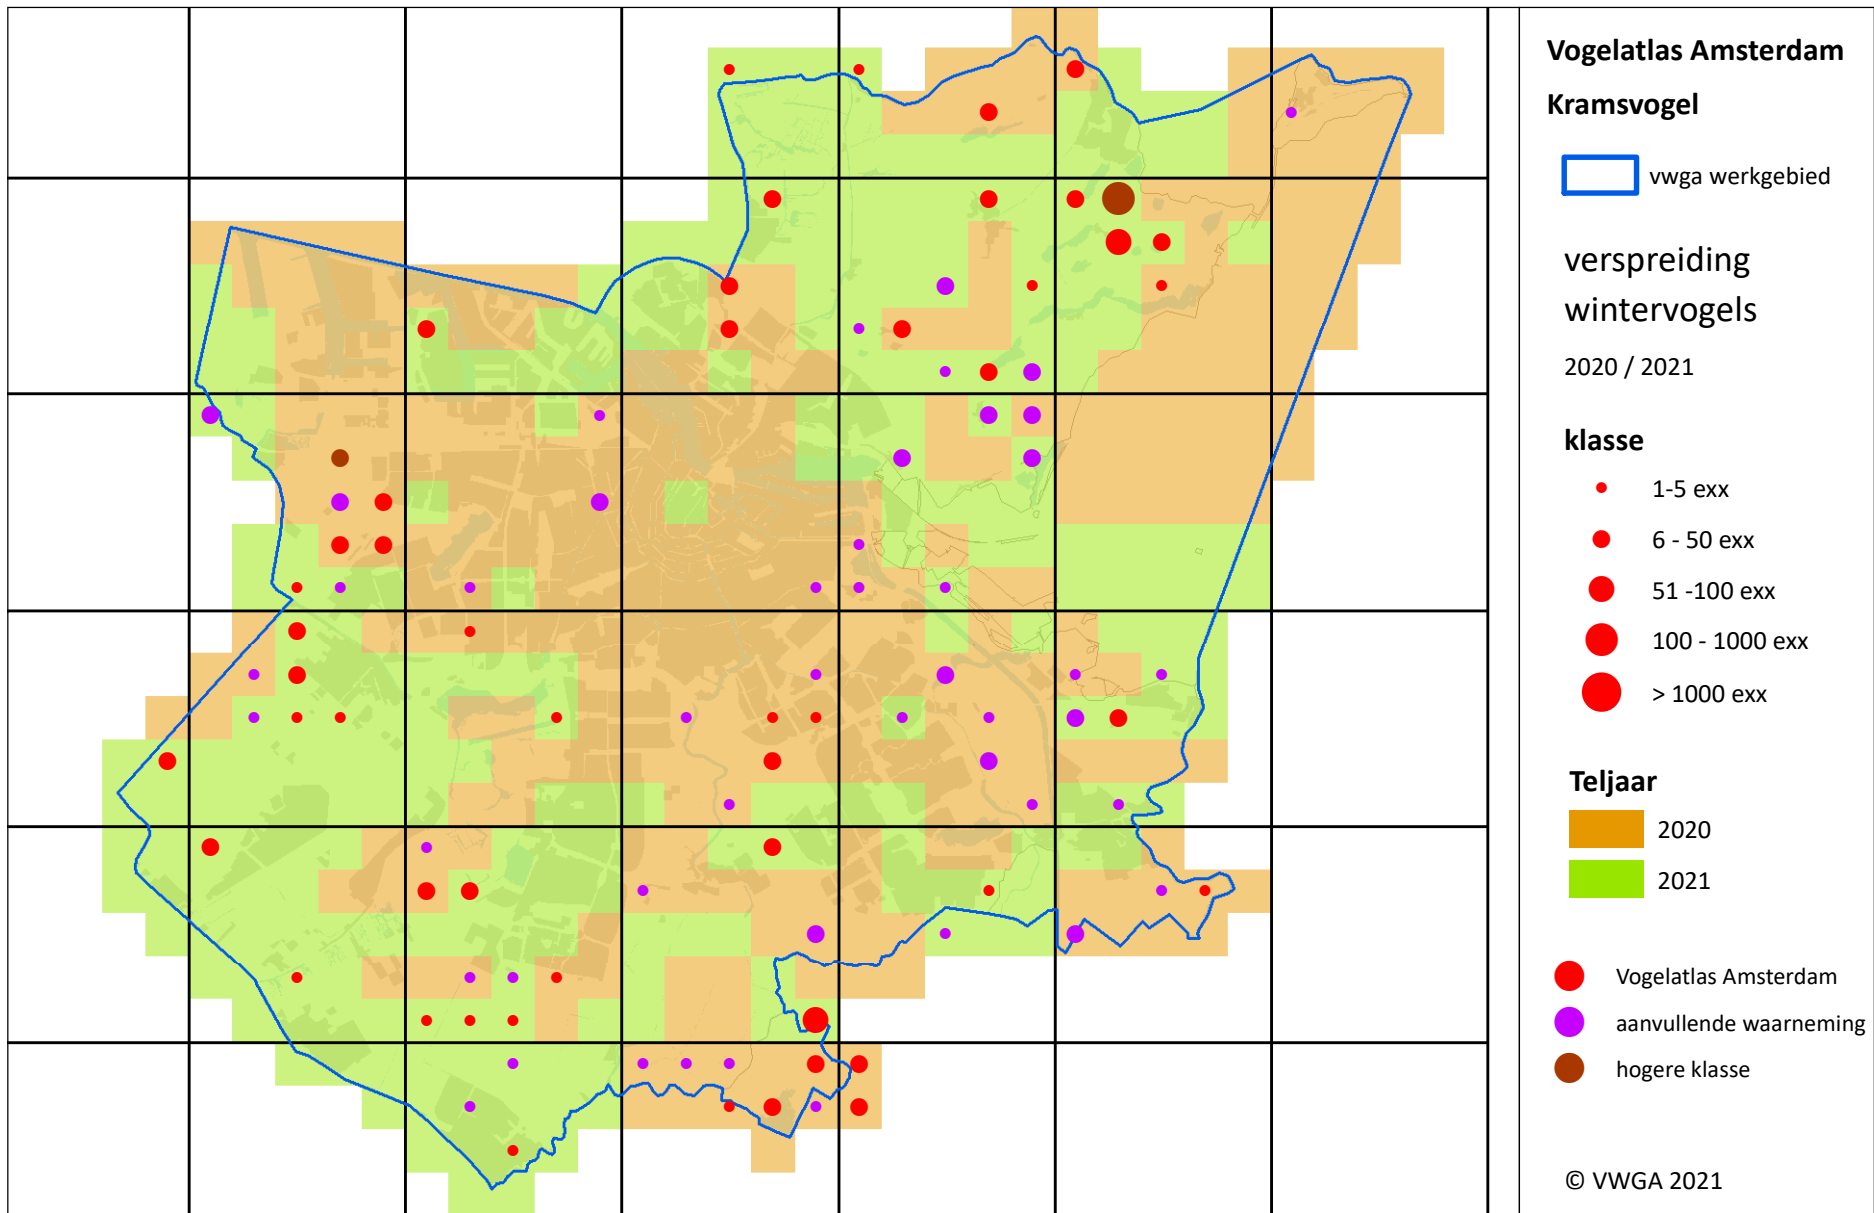 Vogelatlas Amsterdam
Kramsvogel
vwga werkgebied
verspreiding
wintervogels
2020 / 2021
klasse
1-5 exx
6 - 50 exx
51 -100 exx
100 - 1000 exx
> 1000 exx
Teljaar
2020
2021
Vogelatlas Amsterdam
aanvullende waarneming
hogere klasse
© VWGA 2021